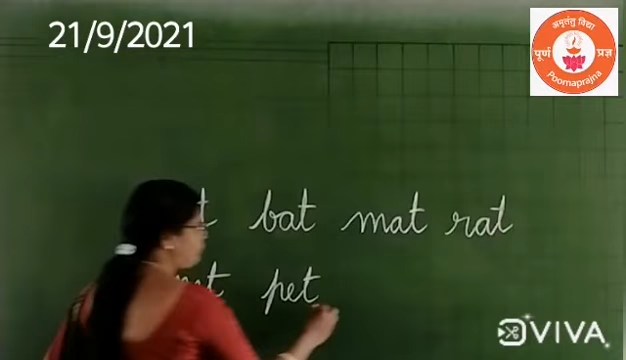 21/9/2021
अमृतंतु विद्या
पूर्ण प्रज्ञ
Poornaprajna
bat mat rat
pet
VIVA